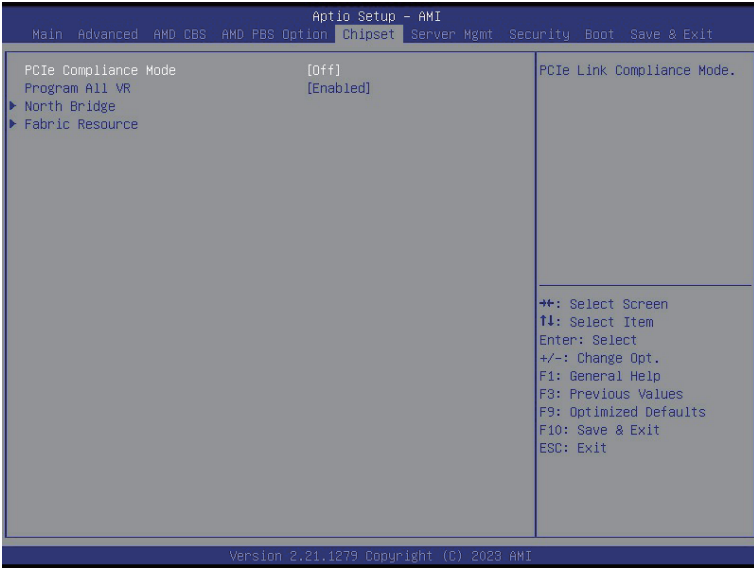 Aptio Setup - AMI
Main Advanced AMD CBS AMD PBS Option Chipset Server Mgmt Security Boot Save & Exit
PCIe Compliance Mode [Off]
Program All VR [Enabled]
▶ North Bridge
▶ Fabric Resource
PCIe Link Compliance Mode.
→←: Select Screen
↑↓: Select Item
Enter: Select
+/-: Change Opt.
F1: General Help
F3: Previous Values
F9: Optimized Defaults
F10: Save & Exit
ESC: Exit
Version 2.21.1279 Copyright (C) 2023 AMI